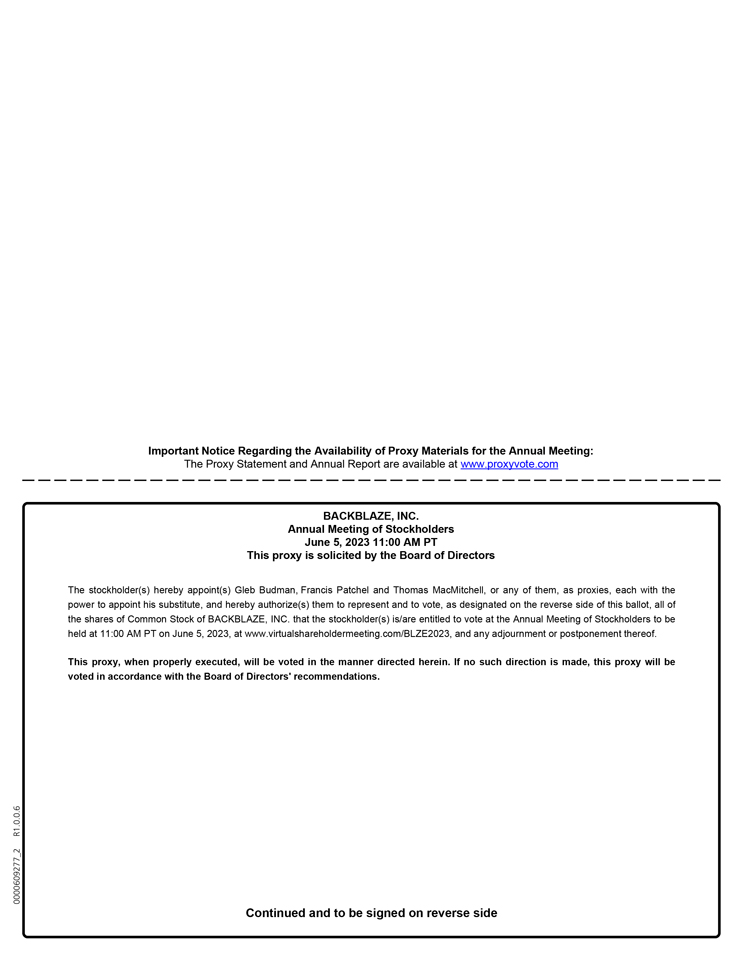 Important Notice Regarding the Availability of Proxy Materials for the Annual Meeting:
The Proxy Statement and Annual Report are available at www.proxyvote.com
BACKBLAZE, INC.
Annual Meeting of Stockholders
June 5, 2023 11:00 AM PT
This proxy is solicited by the Board of Directors
The stockholder(s) hereby appoint(s) Gleb Budman, Francis Patchel and Thomas MacMitchell, or any of them, as proxies, each with the
power to appoint his substitute, and hereby authorize(s) them to represent and to vote, as designated on the reverse side of this ballot, all of
the shares of Common Stock of BACKBLAZE, INC. that the stockholder(s) is/are entitled to vote at the Annual Meeting of Stockholders to be
held at 11:00 AM PT on June 5, 2023, at www.virtualshareholdermeeting.com/BLZE2023, and any adjournment or postponement thereof.
This proxy, when properly executed, will be voted in the manner directed herein. If no such direction is made, this proxy will be
voted in accordance with the Board of Directors' recommendations.
0000609277_2 R1.0.0.6
Continued and to be signed on reverse side